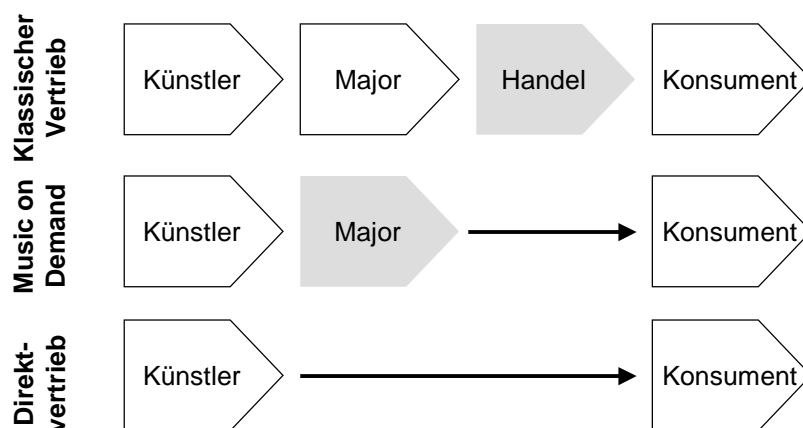 Klassischer
Vertrieb
Künstler
Major
Handel
Konsument
Music on
Demand
Künstler
Major
Konsument
Direkt-
vertrieb
Künstler
Konsument